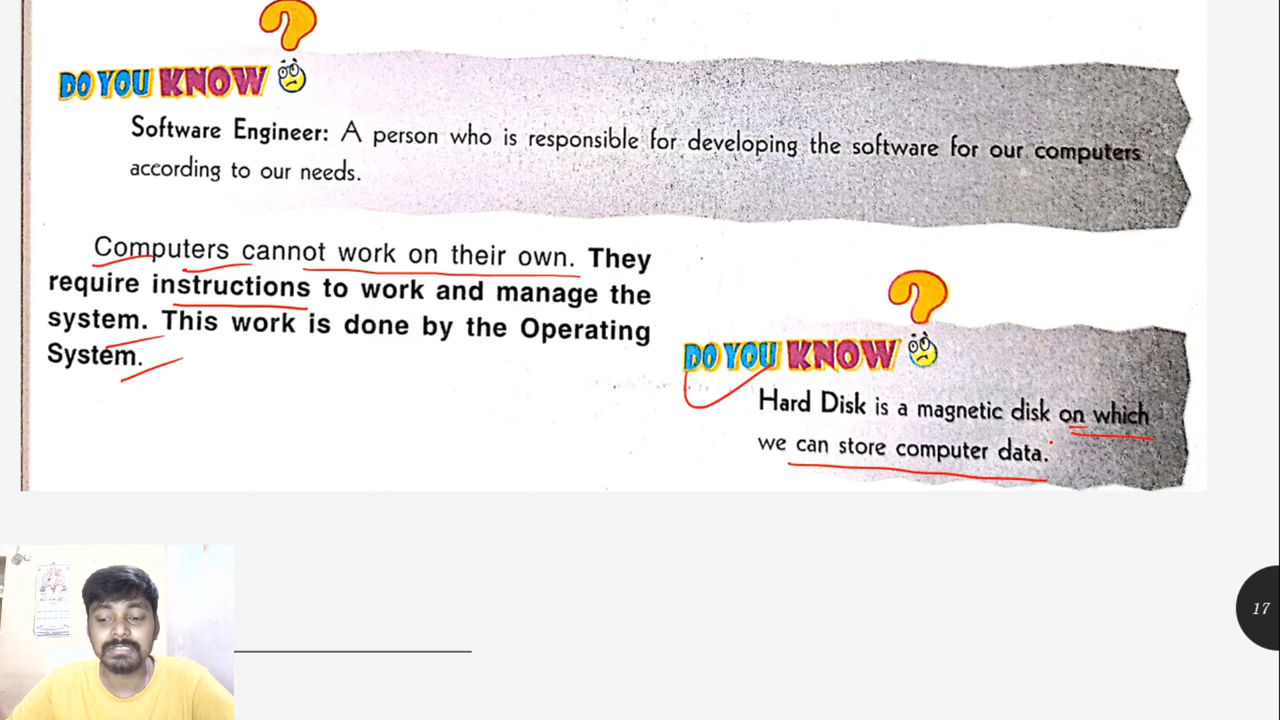 DO YOU KNOW
Software Engineer: A person who is responsible for developing the software for our computers
according to our needs.
Computers cannot work on their own. They
require instructions to work and manage the
system. This work is done by the Operating
System.
DO YOU KNOW
Hard Disk is a magnetic disk on which
we can store computer data.
17